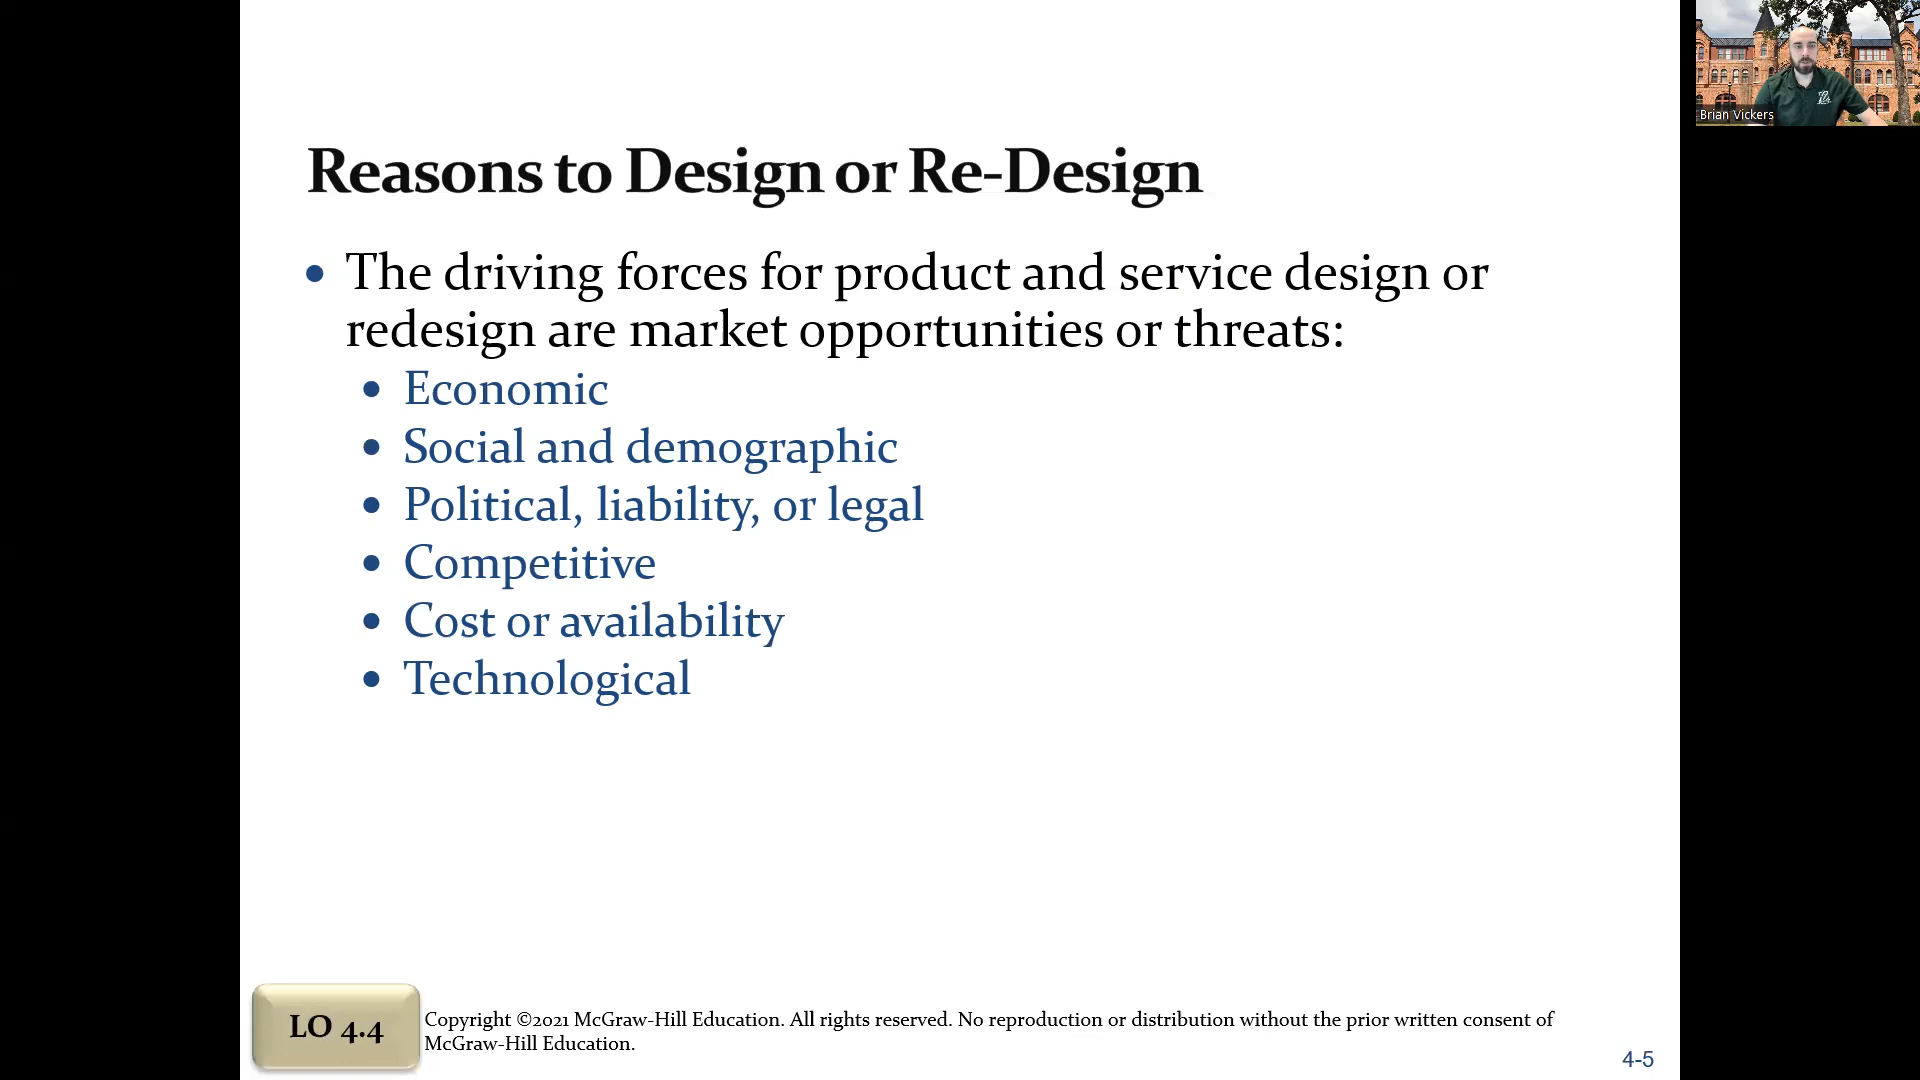 Reasons to Design or Re-Design
• The driving forces for product and service design or
redesign are market opportunities or threats:
• Economic
• Social and demographic
• Political, liability, or legal
• Competitive
• Cost or availability
• Technological
LO 4.4
Copyright ©2021 McGraw-Hill Education. All rights reserved. No reproduction or distribution without the prior written consent of
McGraw-Hill Education.
4-5
Brian Vickers